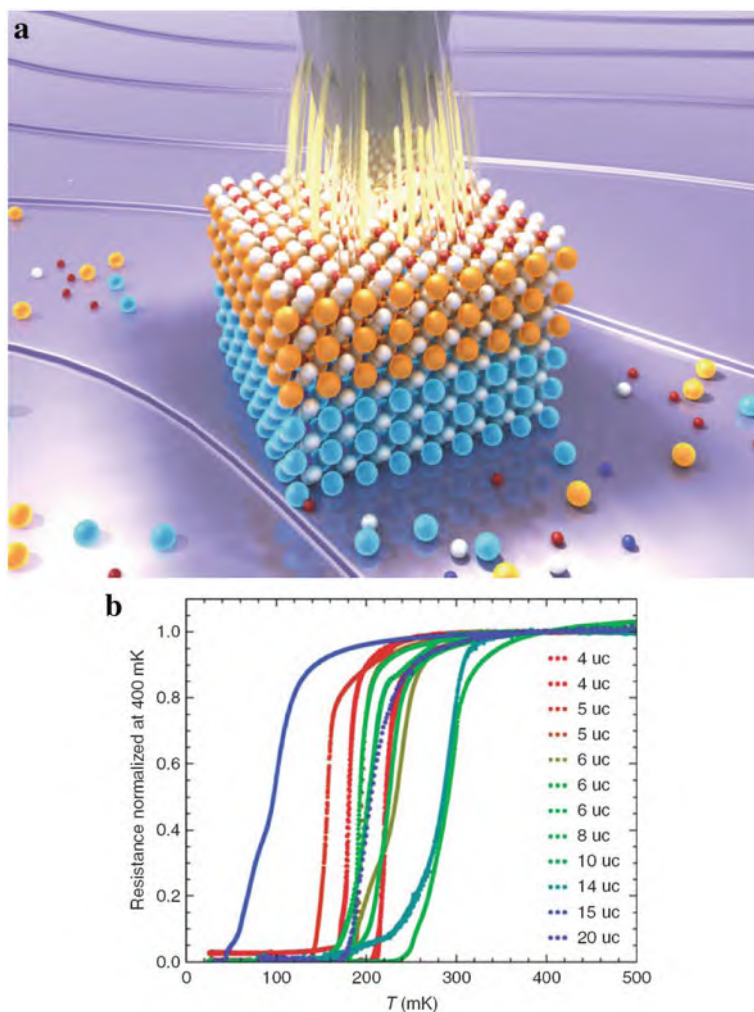 a
b
1.0
0.8
0.6
0.4
0.2
0.0
0
100
200
300
400
500
Resistance normalized at 400 mK
T (mK)
4 uc
4 uc
5 uc
5 uc
6 uc
6 uc
6 uc
8 uc
10 uc
14 uc
15 uc
20 uc